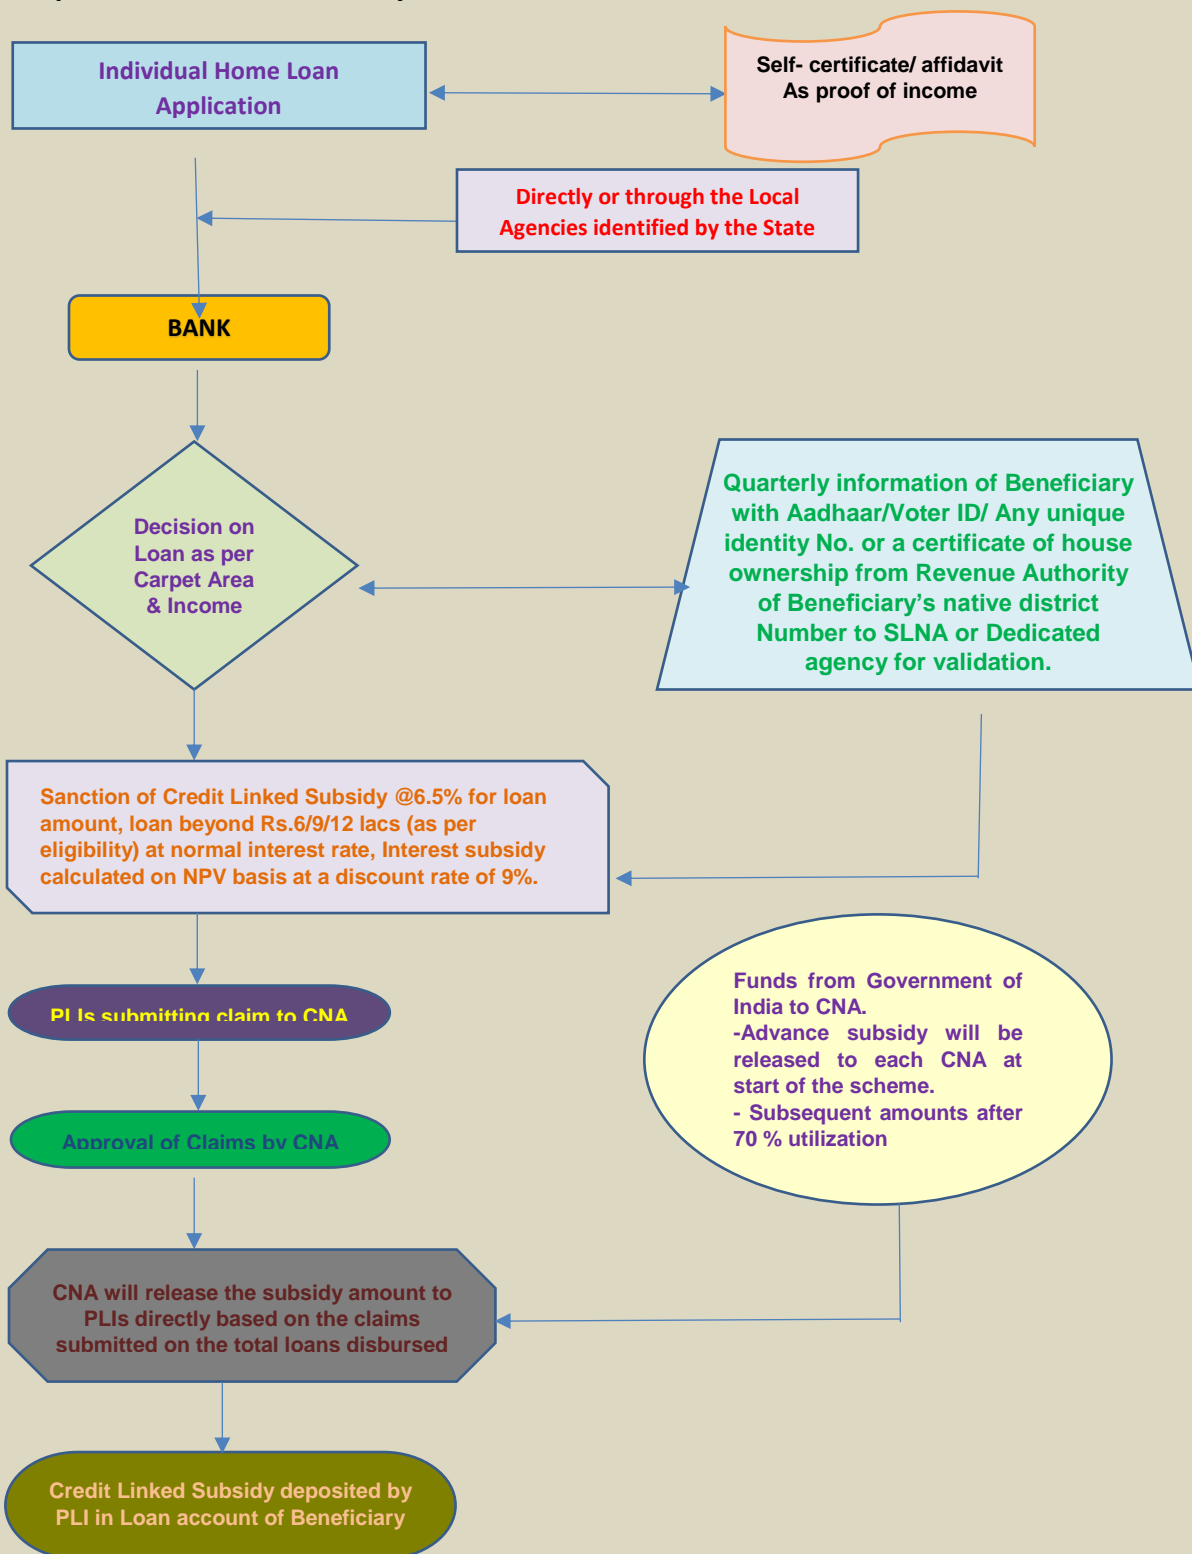 Individual Home Loan
Application
Self- certificate/ affidavit
As proof of income
Directly or through the Local
Agencies identified by the State
BANK
Decision on
Loan as per
Carpet Area
& Income
Quarterly information of Beneficiary
with Aadhaar/Voter ID/ Any unique
identity No. or a certificate of house
ownership from Revenue Authority
of Beneficiary’s native district
Number to SLNA or Dedicated
agency for validation.
Sanction of Credit Linked Subsidy @6.5% for loan
amount, loan beyond Rs.6/9/12 lacs (as per
eligibility) at normal interest rate, Interest subsidy
calculated on NPV basis at a discount rate of 9%.
PLIs submitting claim to CNA
Funds from Government of
India to CNA.
-Advance subsidy will be
released to each CNA at
start of the scheme.
- Subsequent amounts after
70 % utilization
Approval of Claims by CNA
CNA will release the subsidy amount to
PLIs directly based on the claims
submitted on the total loans disbursed
Credit Linked Subsidy deposited by
PLI in Loan account of Beneficiary